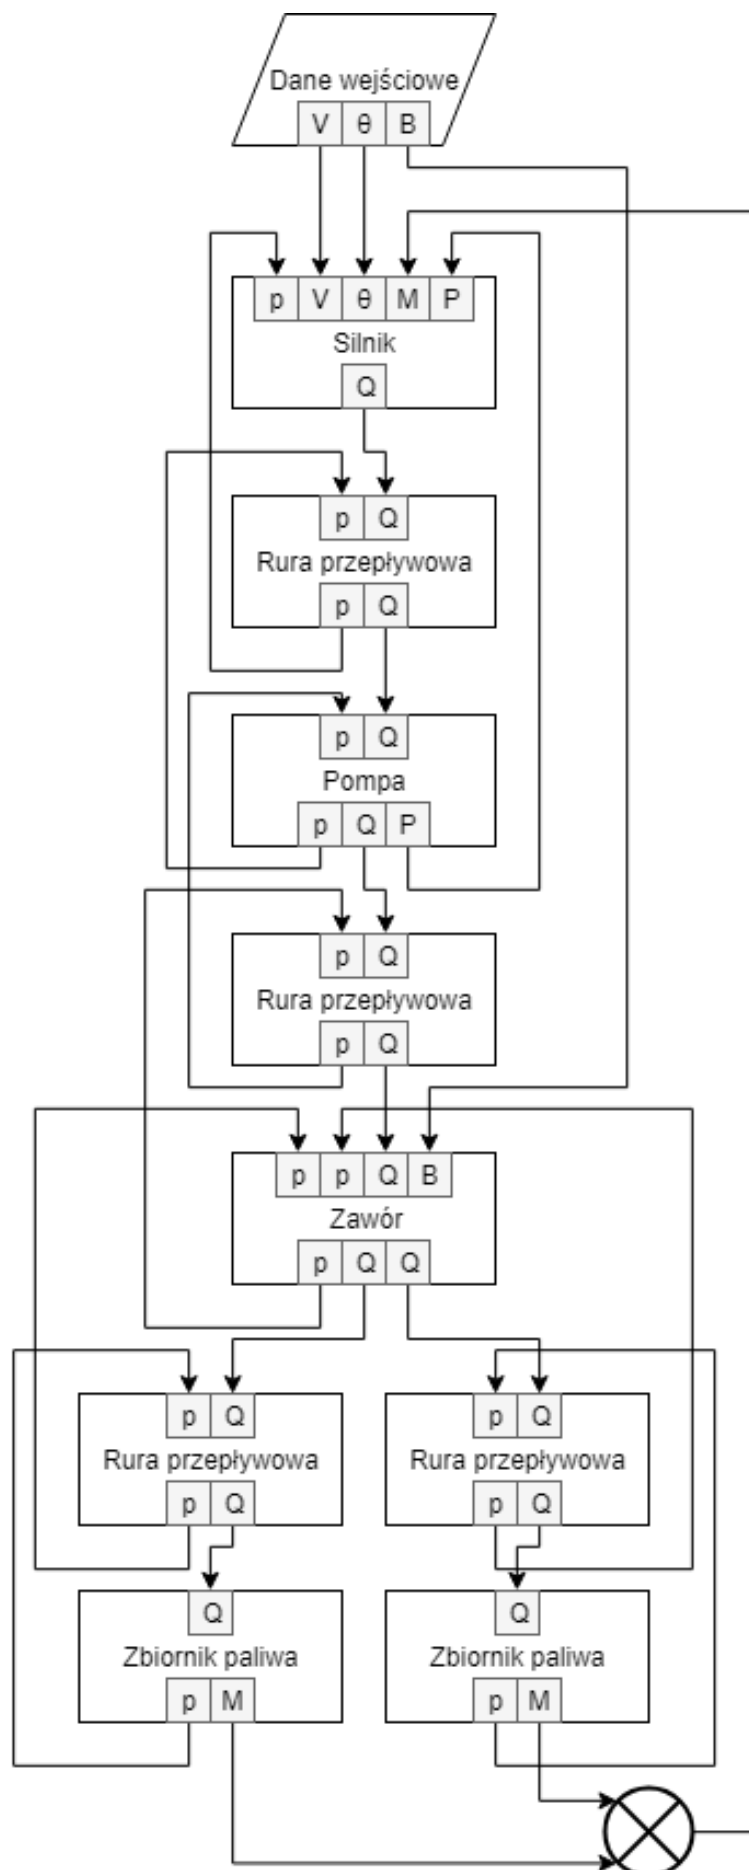 Dane wejściowe
V θ B
p V θ M P
Silnik
Q
p Q
Rura przepływowa
p Q
p Q
Pompa
p Q P
p Q
Rura przepływowa
p Q
p p Q B
Zawór
p Q Q
p Q
Rura przepływowa
p Q
p Q
Rura przepływowa
p Q
Q
Zbiornik paliwa
p M
Q
Zbiornik paliwa
p M